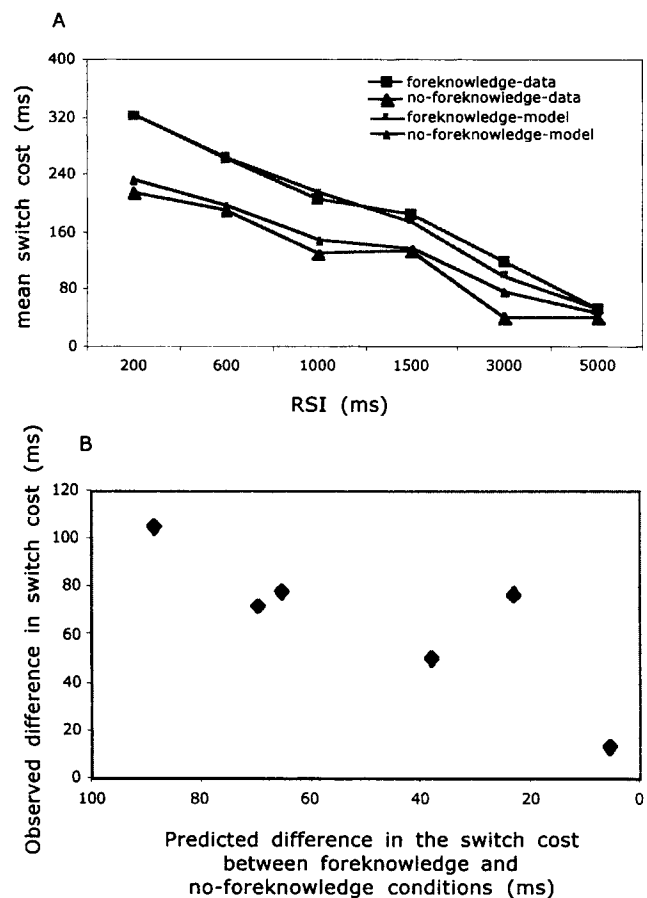 A
400
320
240
160
80
0
mean switch cost (ms)
foreknowledge-data
no-foreknowledge-data
foreknowledge-model
no-foreknowledge-model
200 600 1000 1500 3000 5000
RSI (ms)
B
Observed difference in switch cost (ms)
120
100
80
60
40
20
0
100 80 60 40 20 0
Predicted difference in the switch cost
between foreknowledge and
no-foreknowledge conditions (ms)